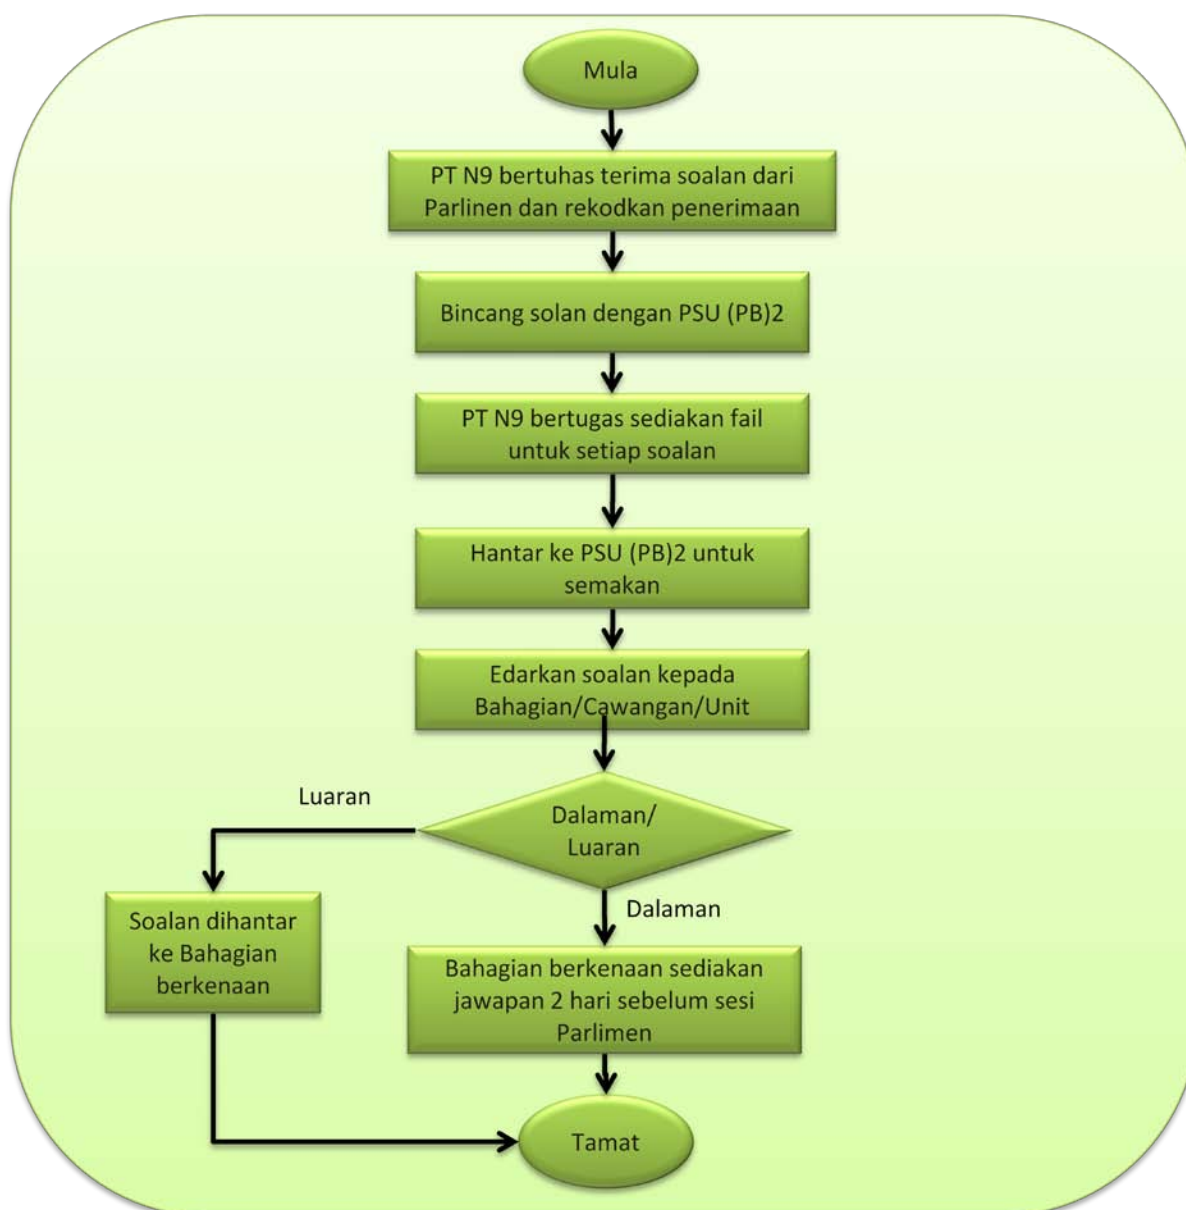 Mula
PT N9 bertuhas terima soalan dari
Parlinen dan rekodkan penerimaan
Bincang solan dengan PSU (PB)2
PT N9 bertugas sediakan fail
untuk setiap soalan
Hantar ke PSU (PB)2 untuk
semakan
Edarkan soalan kepada
Bahagian/Cawangan/Unit
Luaran
Dalaman/
Luaran
Dalaman
Soalan dihantar
ke Bahagian
berkenaan
Bahagian berkenaan sediakan
jawapan 2 hari sebelum sesi
Parlimen
Tamat